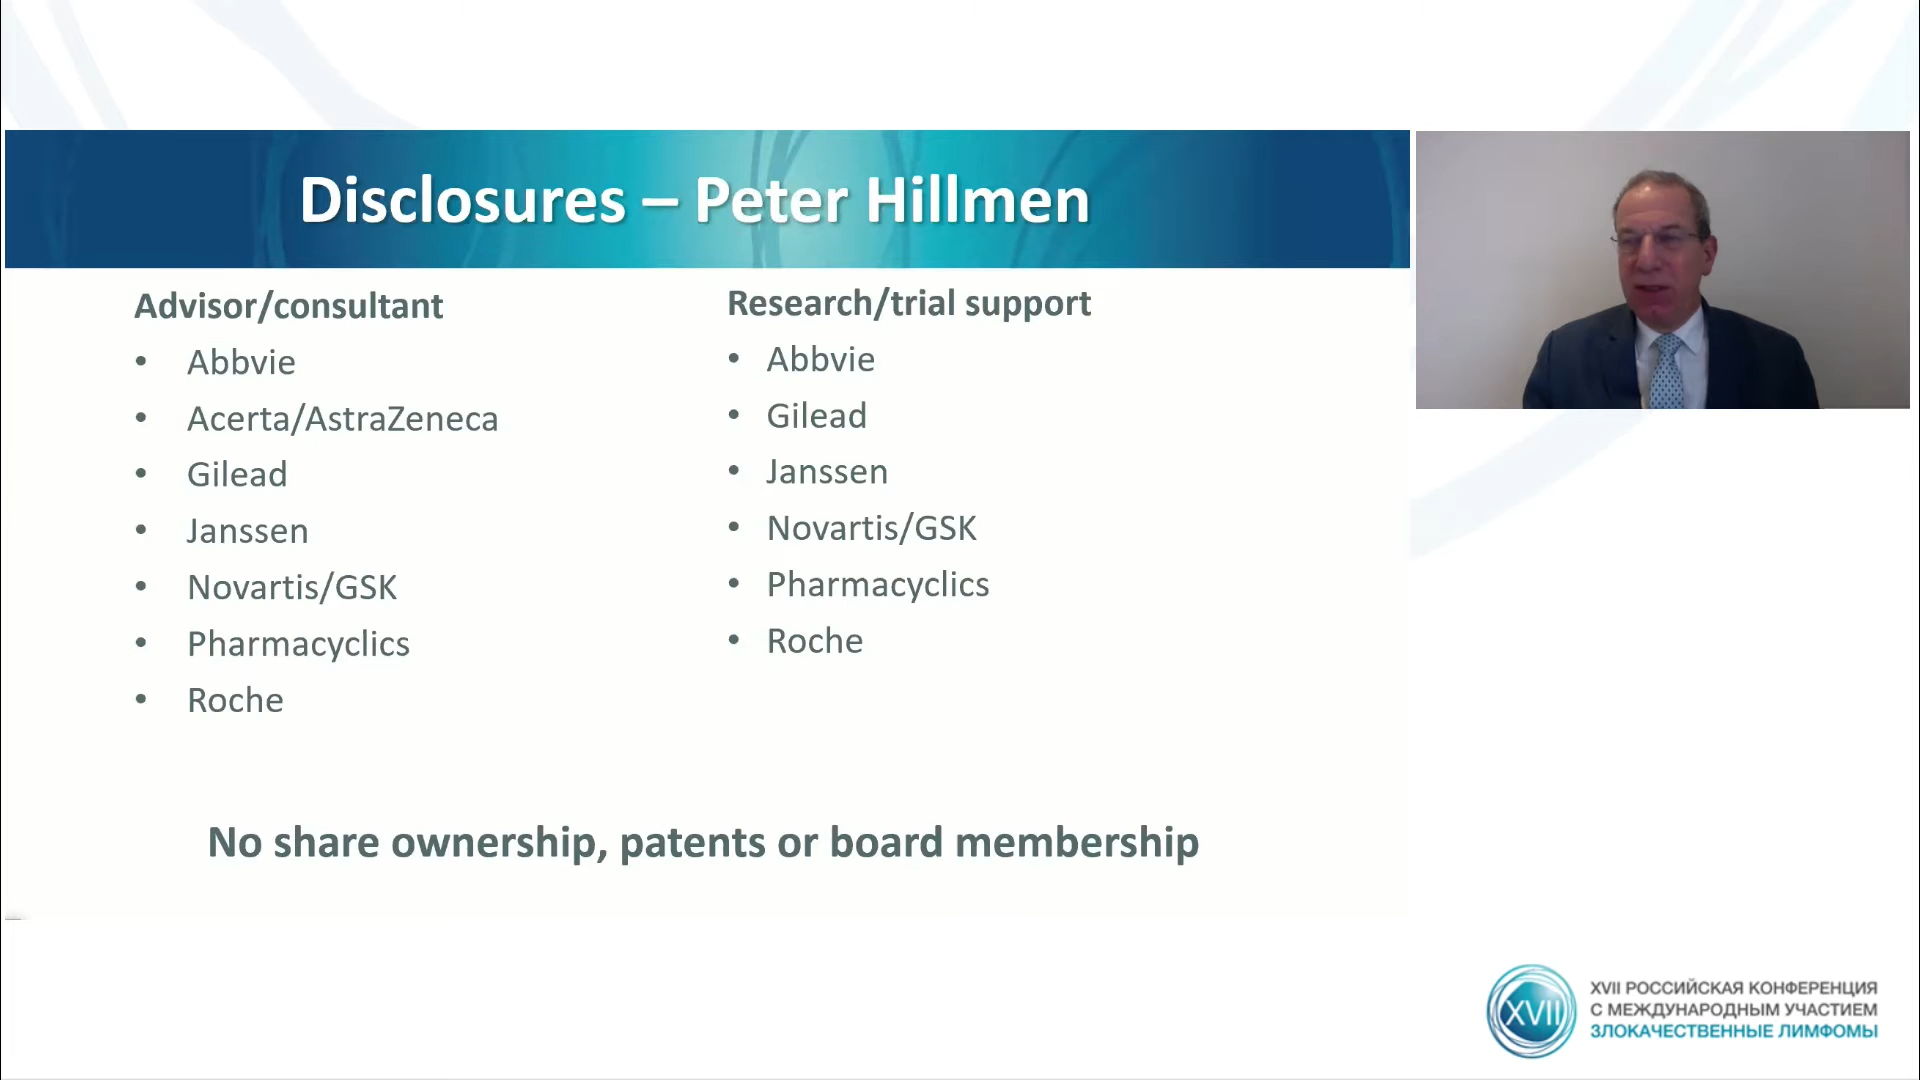 Disclosures – Peter Hillmen
Advisor/consultant
• Abbvie
• Acerta/AstraZeneca
• Gilead
• Janssen
• Novartis/GSK
• Pharmacyclics
• Roche
Research/trial support
• Abbvie
• Gilead
• Janssen
• Novartis/GSK
• Pharmacyclics
• Roche
No share ownership, patents or board membership
XVII
XVII РОССИЙСКАЯ КОНФЕРЕНЦИЯ
С МЕЖДУНАРОДНЫМ УЧАСТИЕМ
ЗЛОКАЧЕСТВЕННЫЕ ЛИМФОМЫ